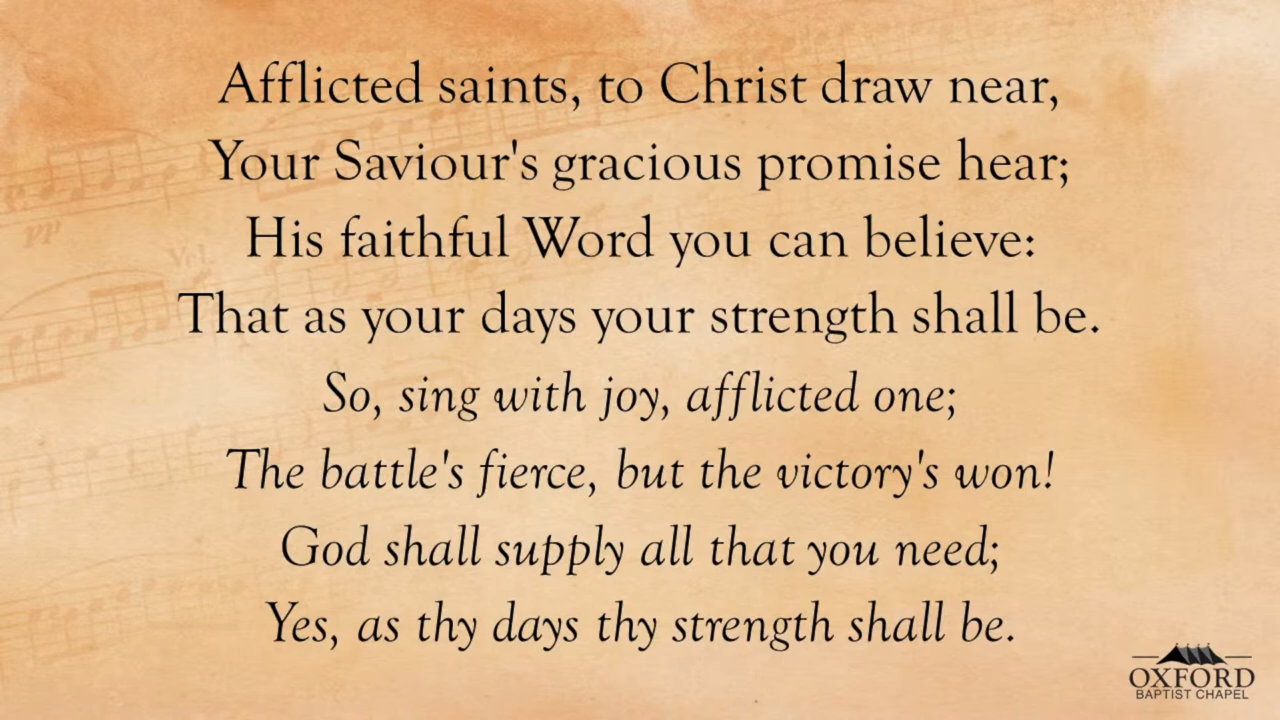 Afflicted saints, to Christ draw near,
Your Saviour's gracious promise hear;
His faithful Word you can believe:
That as your days your strength shall be.
So, sing with joy, afflicted one;
The battle's fierce, but the victory's won!
God shall supply all that you need;
Yes, as thy days thy strength shall be.
pp
Vcl.
OXFORD
BAPTIST CHAPEL